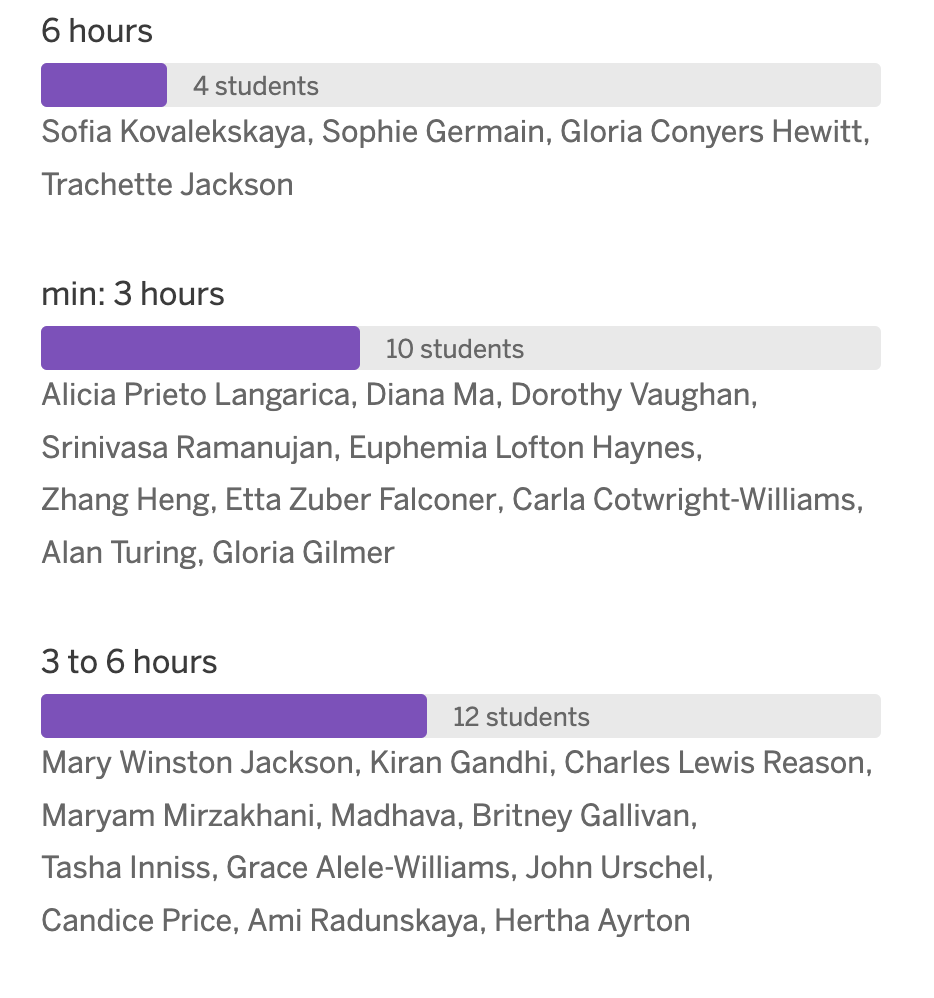 6 hours
4 students
Sofia Kovalekskaya, Sophie Germain, Gloria Conyers Hewitt,
Trachette Jackson
min: 3 hours
10 students
Alicia Prieto Langarica, Diana Ma, Dorothy Vaughan,
Srinivasa Ramanujan, Euphemia Lofton Haynes,
Zhang Heng, Etta Zuber Falconer, Carla Cotwright-Williams,
Alan Turing, Gloria Gilmer
3 to 6 hours
12 students
Mary Winston Jackson, Kiran Gandhi, Charles Lewis Reason,
Maryam Mirzakhani, Madhava, Britney Gallivan,
Tasha Inniss, Grace Alele-Williams, John Urschel,
Candice Price, Ami Radunskaya, Hertha Ayrton